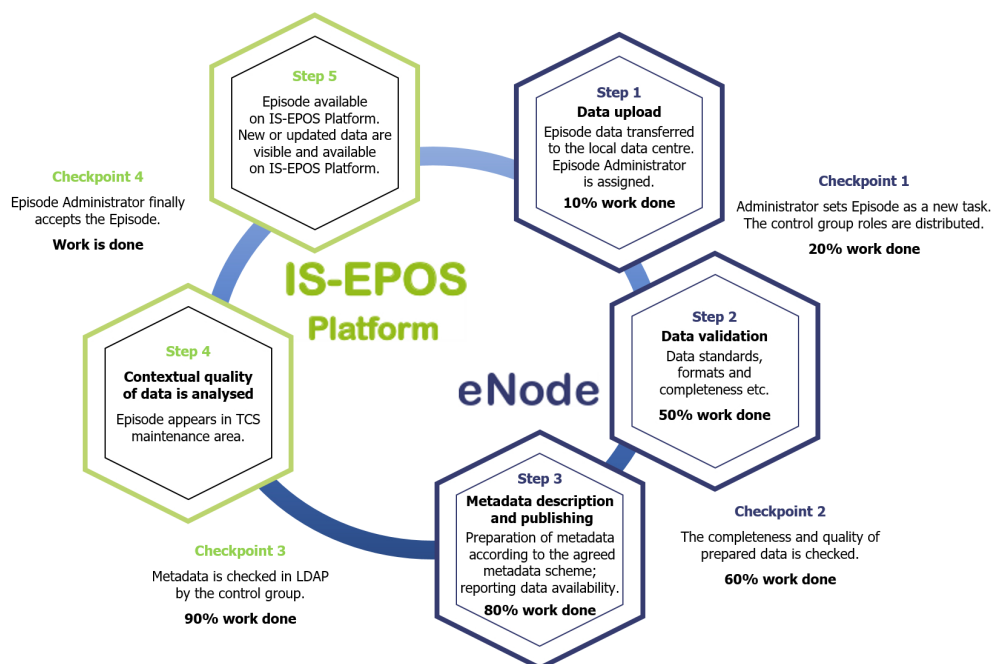 Step 1
Data upload
Episode data transferred
to the local data centre.
Episode Administrator
is assigned.
10% work done
Checkpoint 1
Administrator sets Episode as a new task.
The control group roles are distributed.
20% work done
Step 2
Data validation
Data standards,
formats and
completeness etc.
50% work done
Checkpoint 2
The completeness and quality of
prepared data is checked.
60% work done
Step 3
Metadata description
and publishing
Preparation of metadata
according to the agreed
metadata scheme;
reporting data availability.
80% work done
Checkpoint 3
Metadata is checked in LDAP
by the control group.
90% work done
Step 4
Contextual quality
of data is analysed
Episode appears in TCS
maintenance area.
Checkpoint 4
Episode Administrator finally
accepts the Episode.
Work is done
Step 5
Episode available
on IS-EPOS Platform.
New or updated data are
visible and available
on IS-EPOS Platform.
IS-EPOS
Platform
eNode